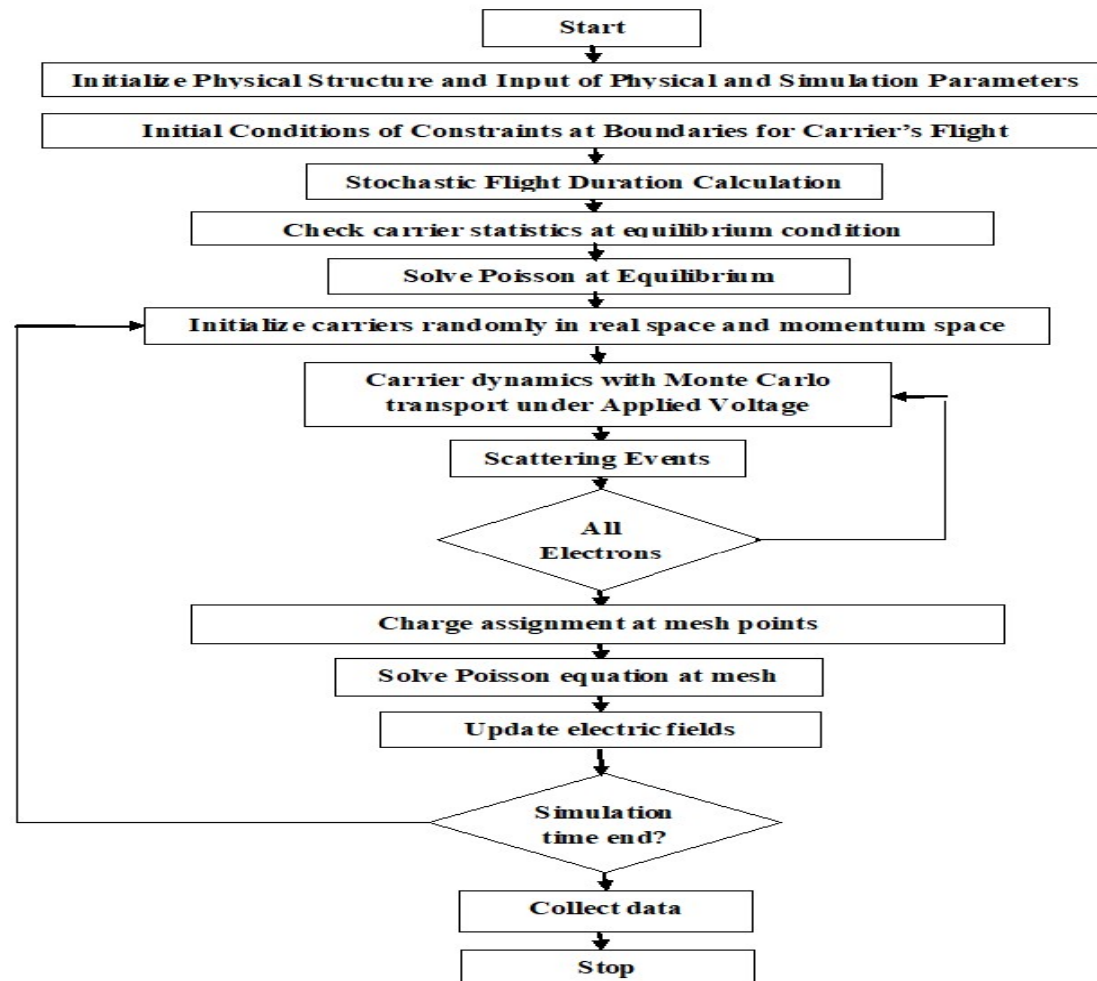 Start
Initialize Physical Structure and Input of Physical and Simulation Parameters
Initial Conditions of Constraints at Boundaries for Carrier's Flight
Stochastic Flight Duration Calculation
Check carrier statistics at equilibrium condition
Solve Poisson at Equilibrium
Initialize carriers randomly in real space and momentum space
Carrier dynamics with Monte Carlo
transport under Applied Voltage
Scattering Events
All
Electrons
Charge assignment at mesh points
Solve Poisson equation at mesh
Update electric fields
Simulation
time end?
Collect data
Stop